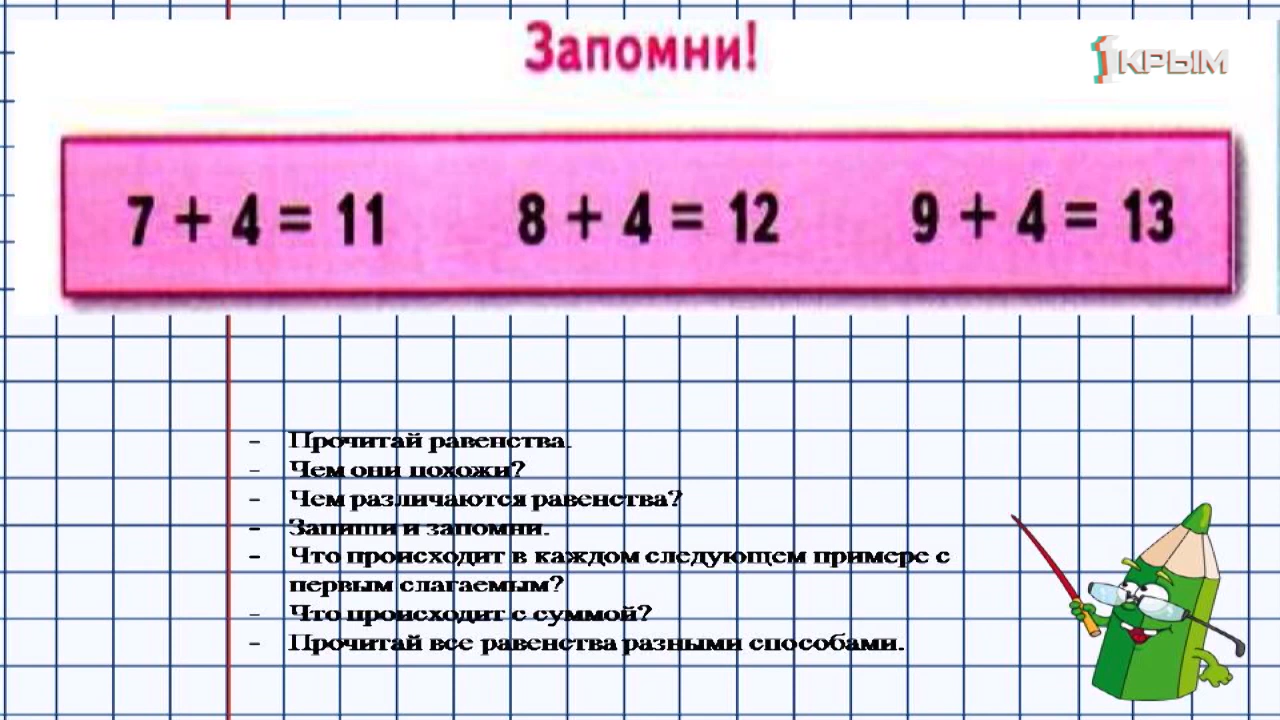 Запомни!
1КРЫМ
7 + 4 = 11 8 + 4 = 12 9 + 4 = 13
- Прочитай равенства.
- Чем они похожи?
- Чем различаются равенства?
- Запиши и запомни.
- Что происходит в каждом следующем примере с
первым слагаемым?
- Что происходит с суммой?
- Прочитай все равенства разными способами.